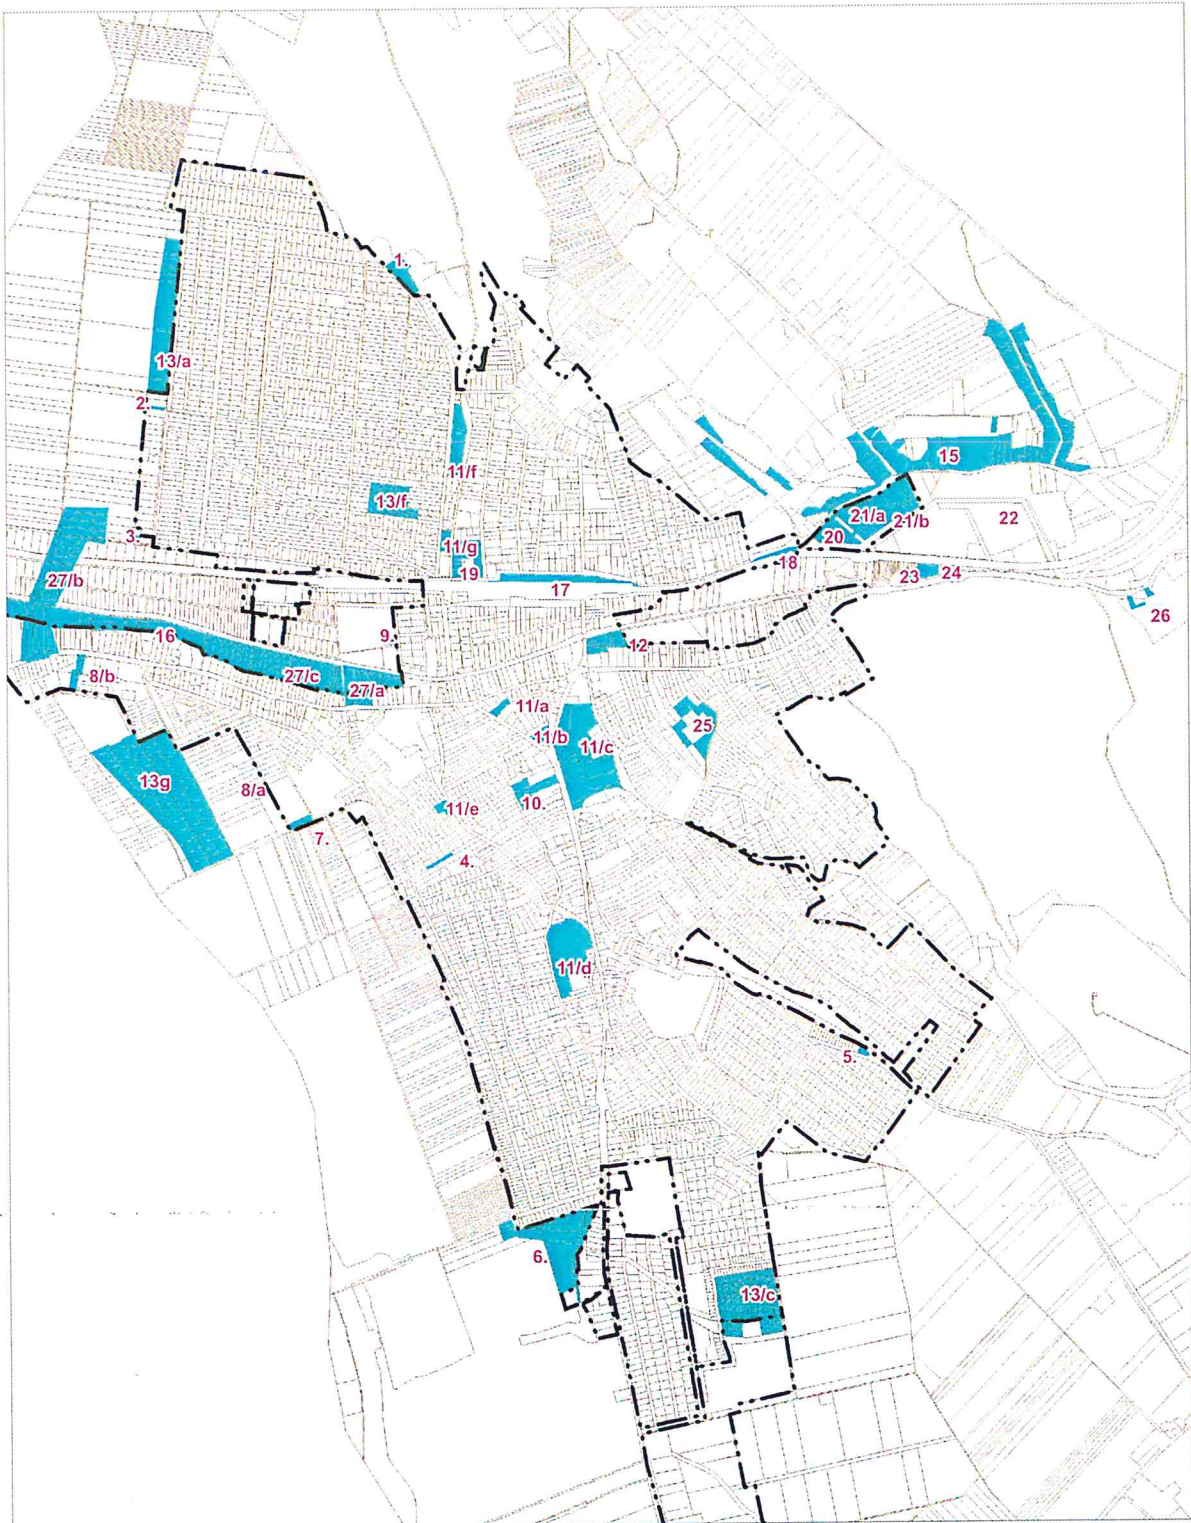 1.
13/a
2.
11/f
15
13/f
21/a
21/b
22
20
3.
11/g
18
27/b
19
17
23
24
26
16
9.
12
8/b
27/c
27/a
11/a
25
11/b
11/c
13g
8/a
10.
11/e
7.
4.
11/d
5.
6.
13/c